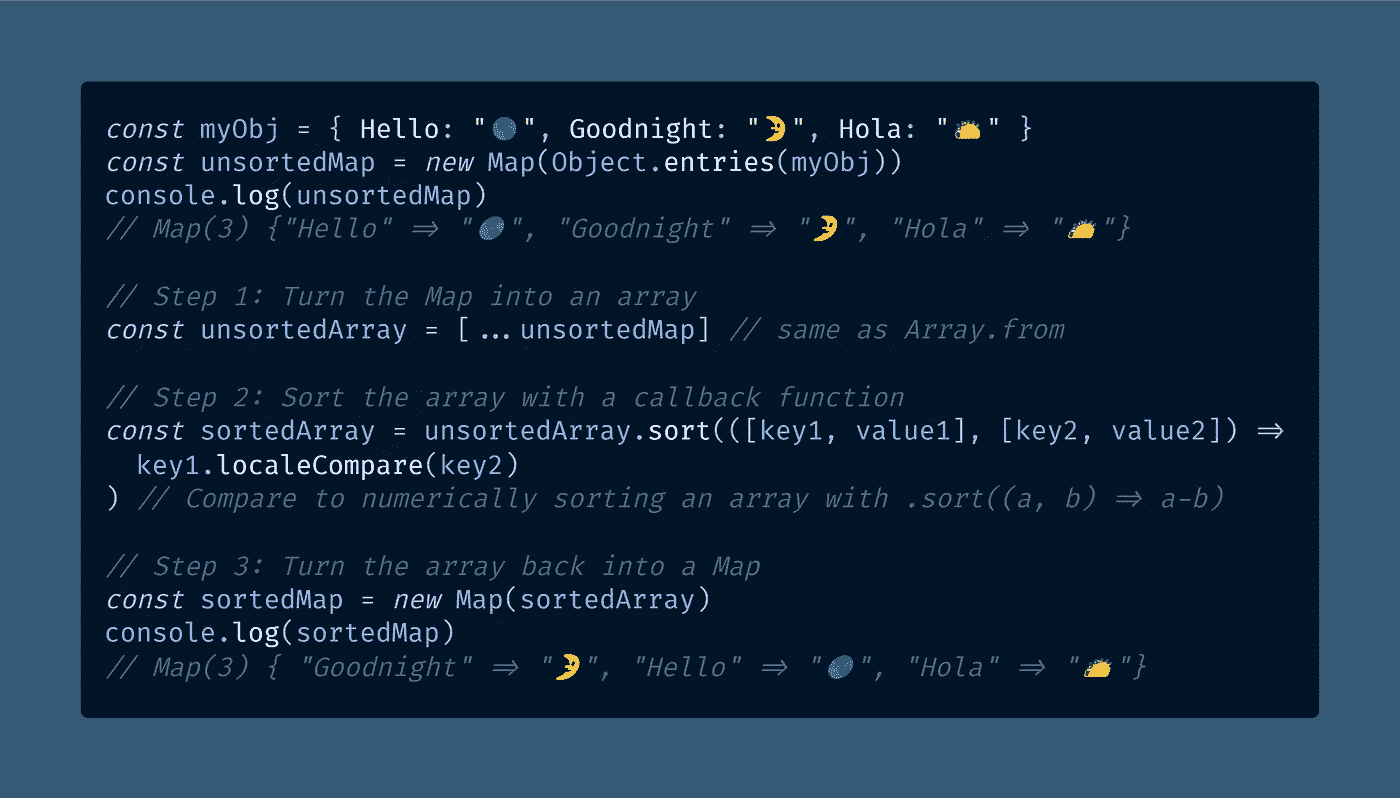 const myObj = { Hello: "🌎", Goodnight: "🌛", Hola: "🌮" }
const unsortedMap = new Map(Object.entries(myObj))
console.log(unsortedMap)
// Map(3) {"Hello" => "🌎", "Goodnight" => "🌛", "Hola" => "🌮"}
// Step 1: Turn the Map into an array
const unsortedArray = [...unsortedMap] // same as Array.from
// Step 2: Sort the array with a callback function
const sortedArray = unsortedArray.sort(([key1, value1], [key2, value2]) =>
key1.localeCompare(key2)
) // Compare to numerically sorting an array with .sort((a, b) => a-b)
// Step 3: Turn the array back into a Map
const sortedMap = new Map(sortedArray)
console.log(sortedMap)
// Map(3) { "Goodnight" => "🌛", "Hello" => "🌎", "Hola" => "🌮"}